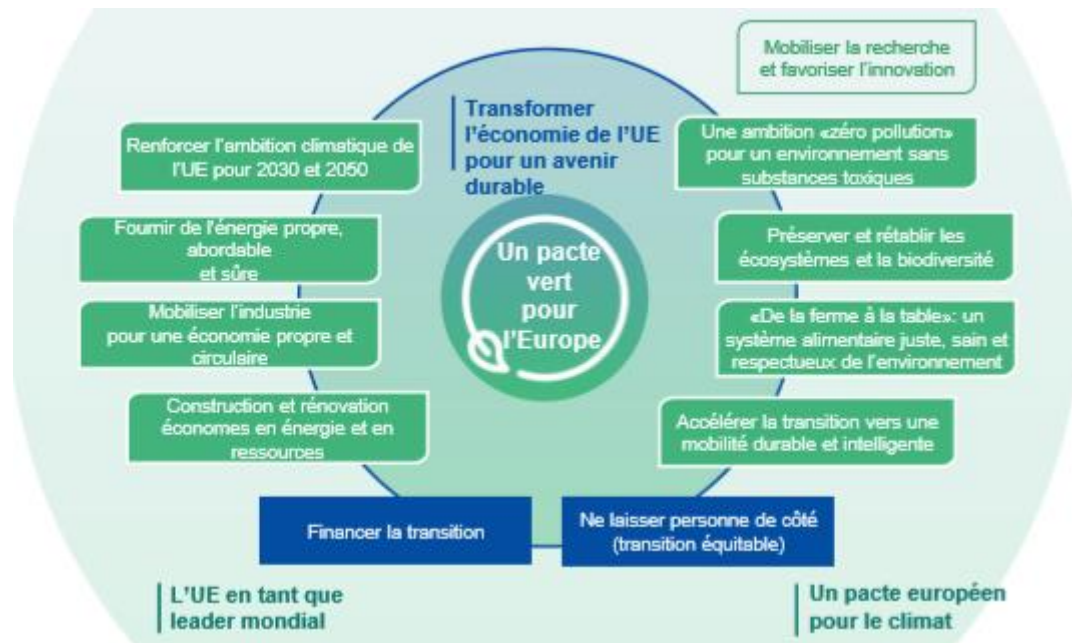 Mobiliser la recherche
et favoriser l'innovation
Transformer
l'économie de l'UE
pour un avenir
durable
Renforcer l'ambition climatique de
l'UE pour 2030 et 2050
Une ambition «zéro pollution»
pour un environnement sans
substances toxiques
Fournir de l'énergie propre,
abordable
et sûre
Préserver et rétablir les
écosystèmes et la biodiversité
Un pacte
vert
pour
l'Europe
Mobiliser l'industrie
pour une économie propre et
circulaire
«De la ferme à la table»: un
système alimentaire juste, sain et
respectueux de l'environnement
Construction et rénovation
économes en énergie et en
ressources
Accélérer la transition vers une
mobilité durable et intelligente
Financer la transition
Ne laisser personne de côté
(transition équitable)
L'UE en tant que
leader mondial
Un pacte européen
pour le climat